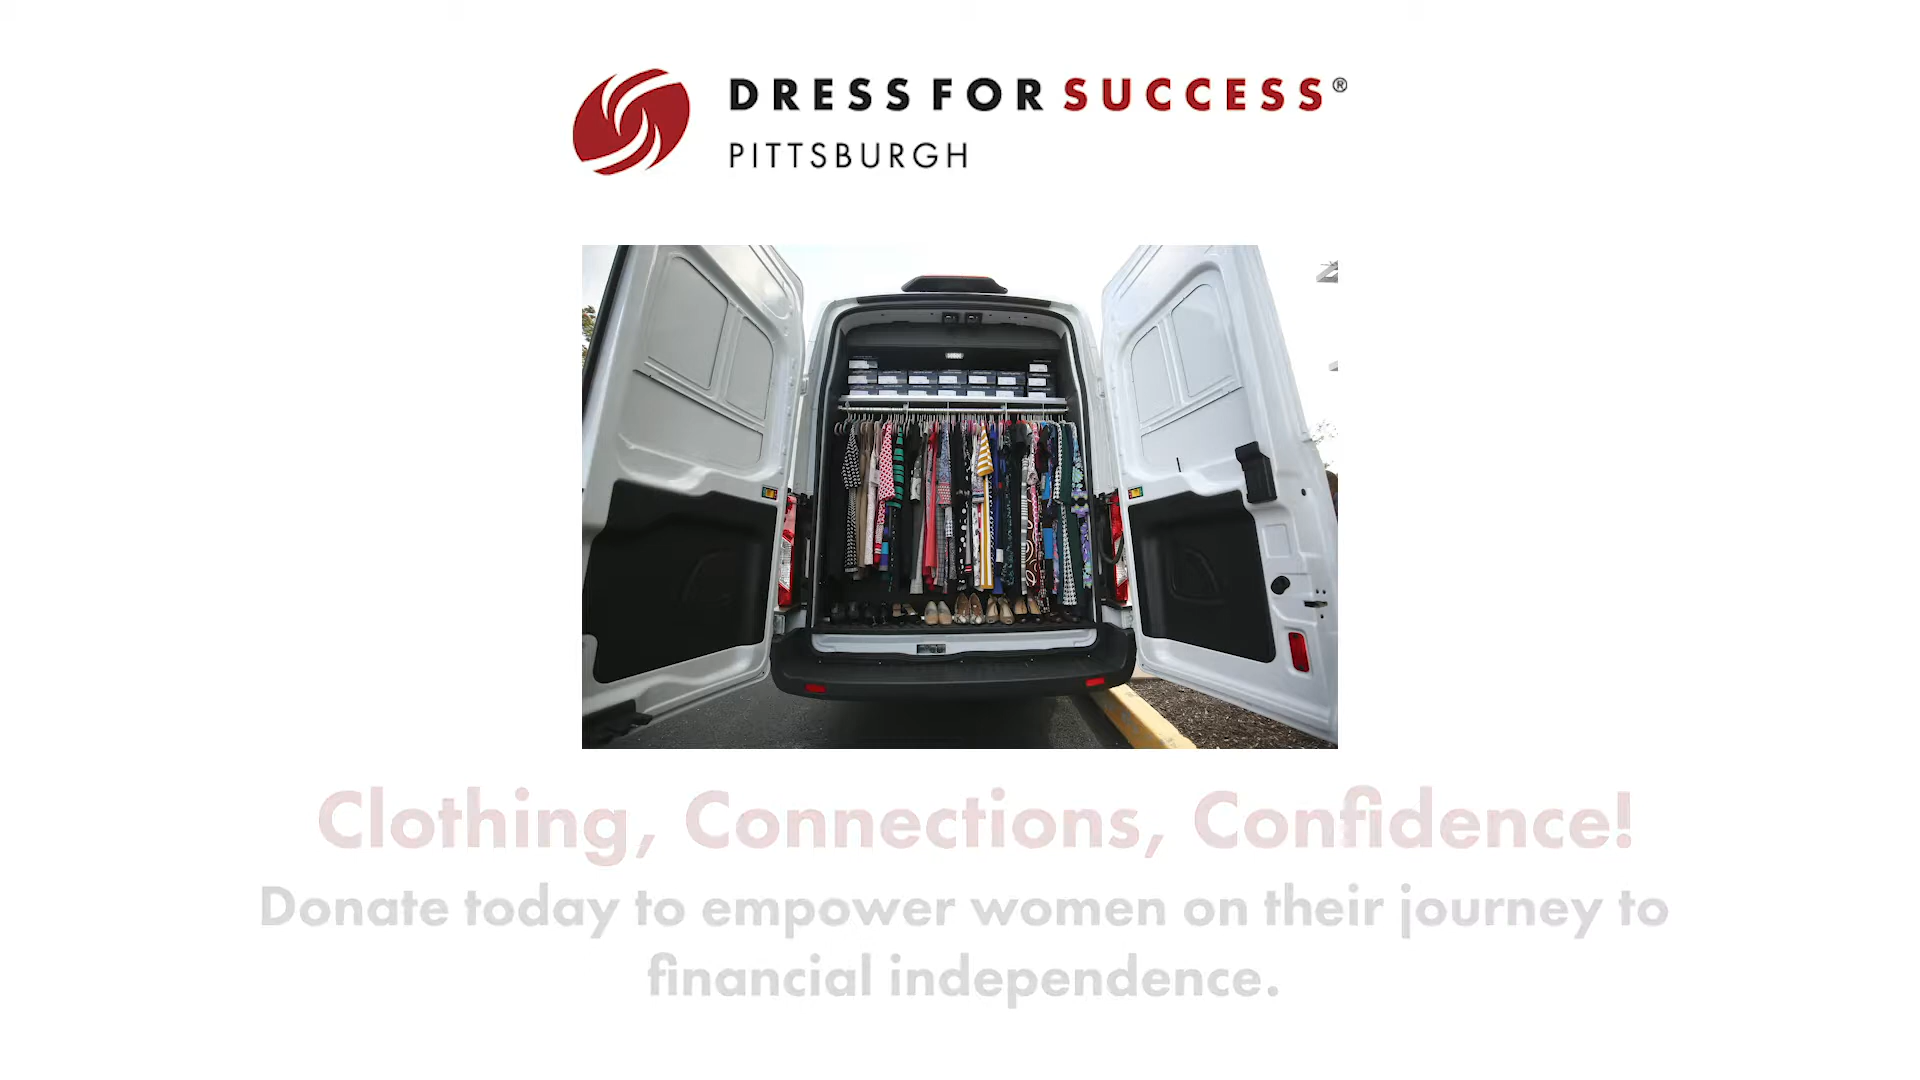 DRESS FOR SUCCESS®
PITTSBURGH
Clothing, Connections, Confidence!
Donate today to empower women on their journey to
financial independence.